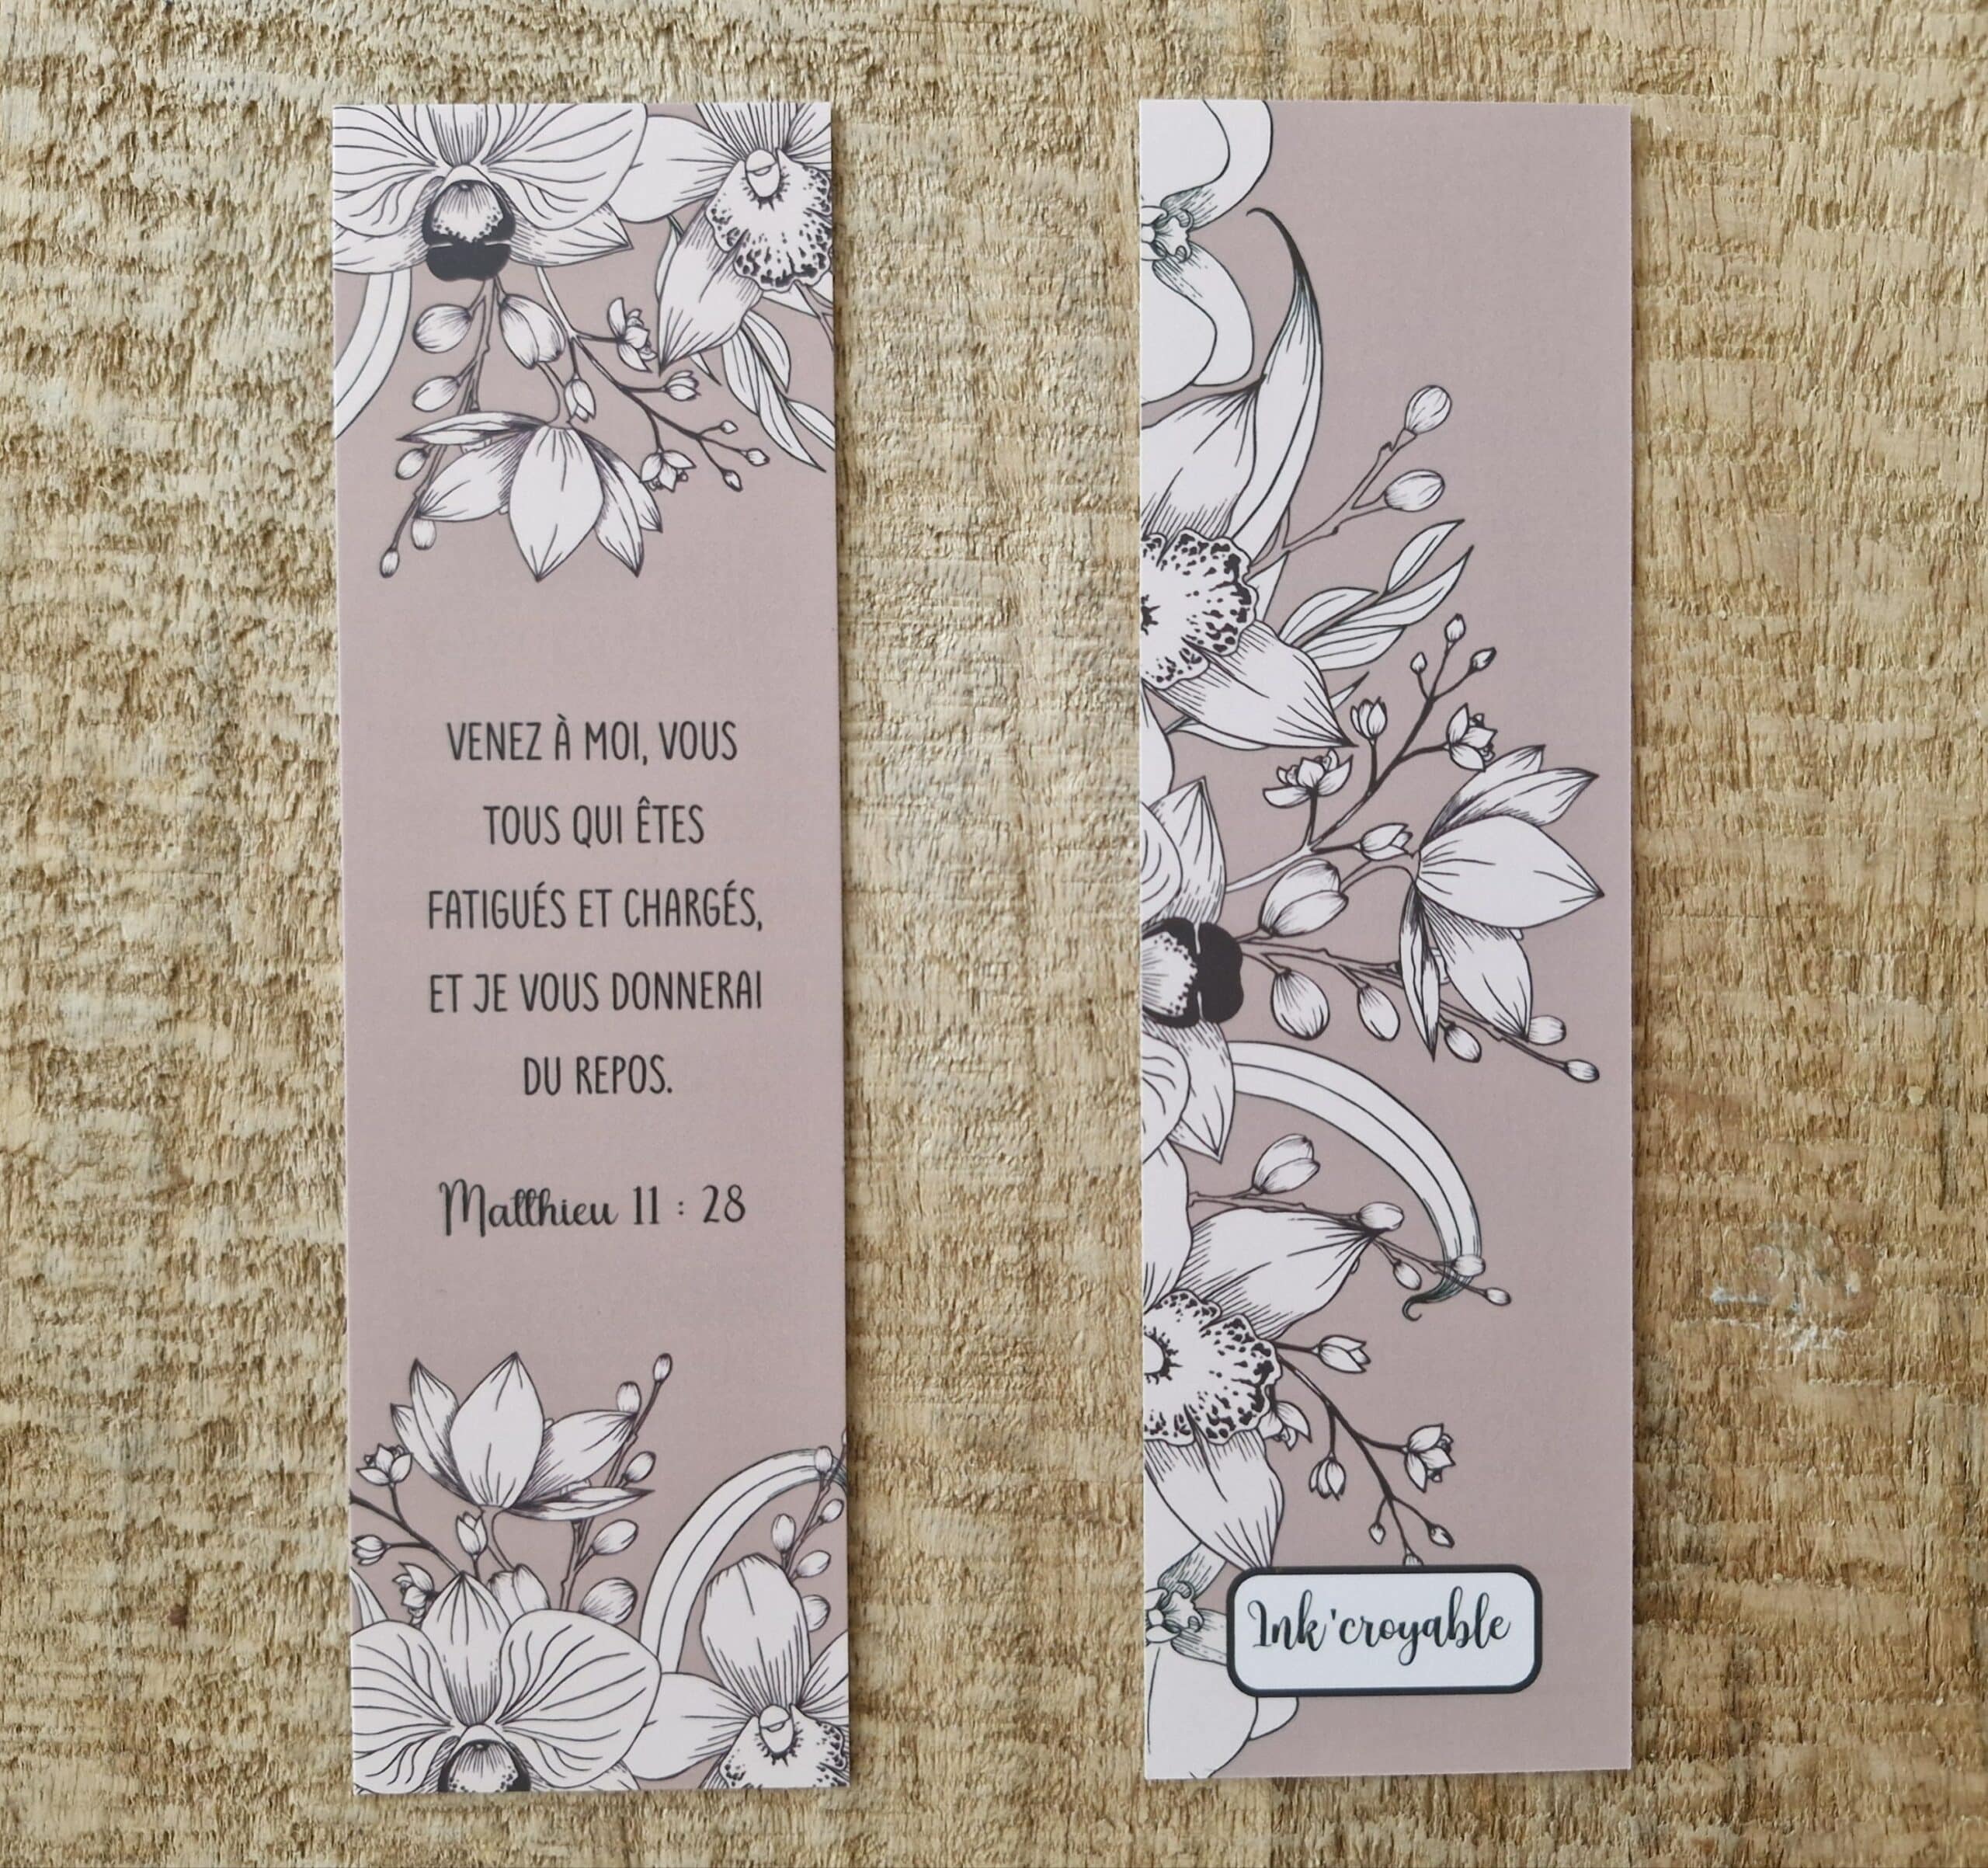 VENEZ À MOI, VOUS
TOUS QUI ÊTES
FATIGUÉS ET CHARGÉS,
ET JE VOUS DONNERAI
DU REPOS.
Matthieu 11 : 28
Ink'croyable